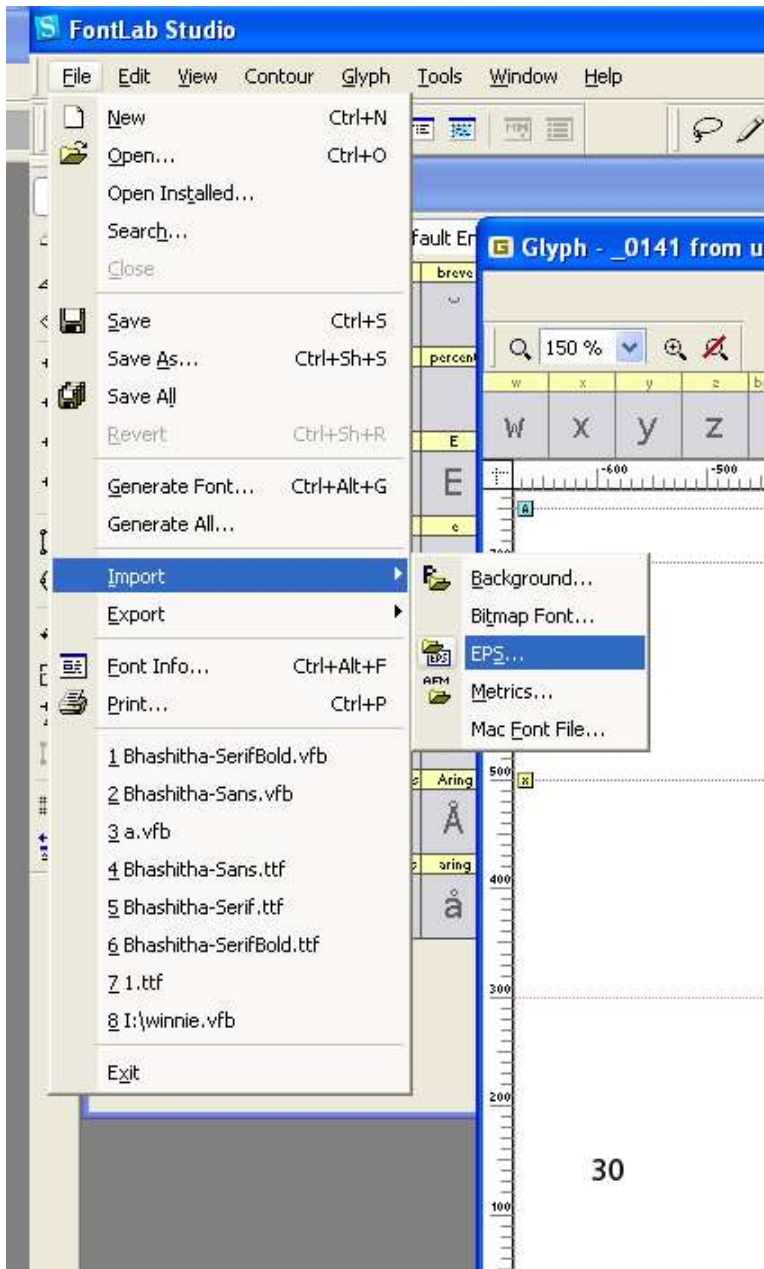 FontLab Studio
File Edit View Contour Glyph Tools Window Help
New Ctrl+N
Open... Ctrl+O
Open Installed...
Search...
Close
Save Ctrl+S
Save As... Ctrl+Sh+S
Save All
Revert Ctrl+Sh+R
Generate Font... Ctrl+Alt+G
Generate All...
Import
Export
Font Info... Ctrl+Alt+F
Print... Ctrl+P
1 Bhashitha-SerifBold.vfb
2 Bhashitha-Sans.vfb
3 a.vfb
4 Bhashitha-Sans.ttf
5 Bhashitha-Serif.ttf
6 Bhashitha-SerifBold.ttf
7 1.ttf
8 I:\winnie.vfb
Exit
Background...
Bitmap Font...
EPS...
Metrics...
Mac Font File...
fault En
breve
percent
E
E
e
Aring
Å
aring
å
Glyph - _0141 from u
150 %
w x y z
w x y z
-600 -500
A
500
x
400
300
200
100
30